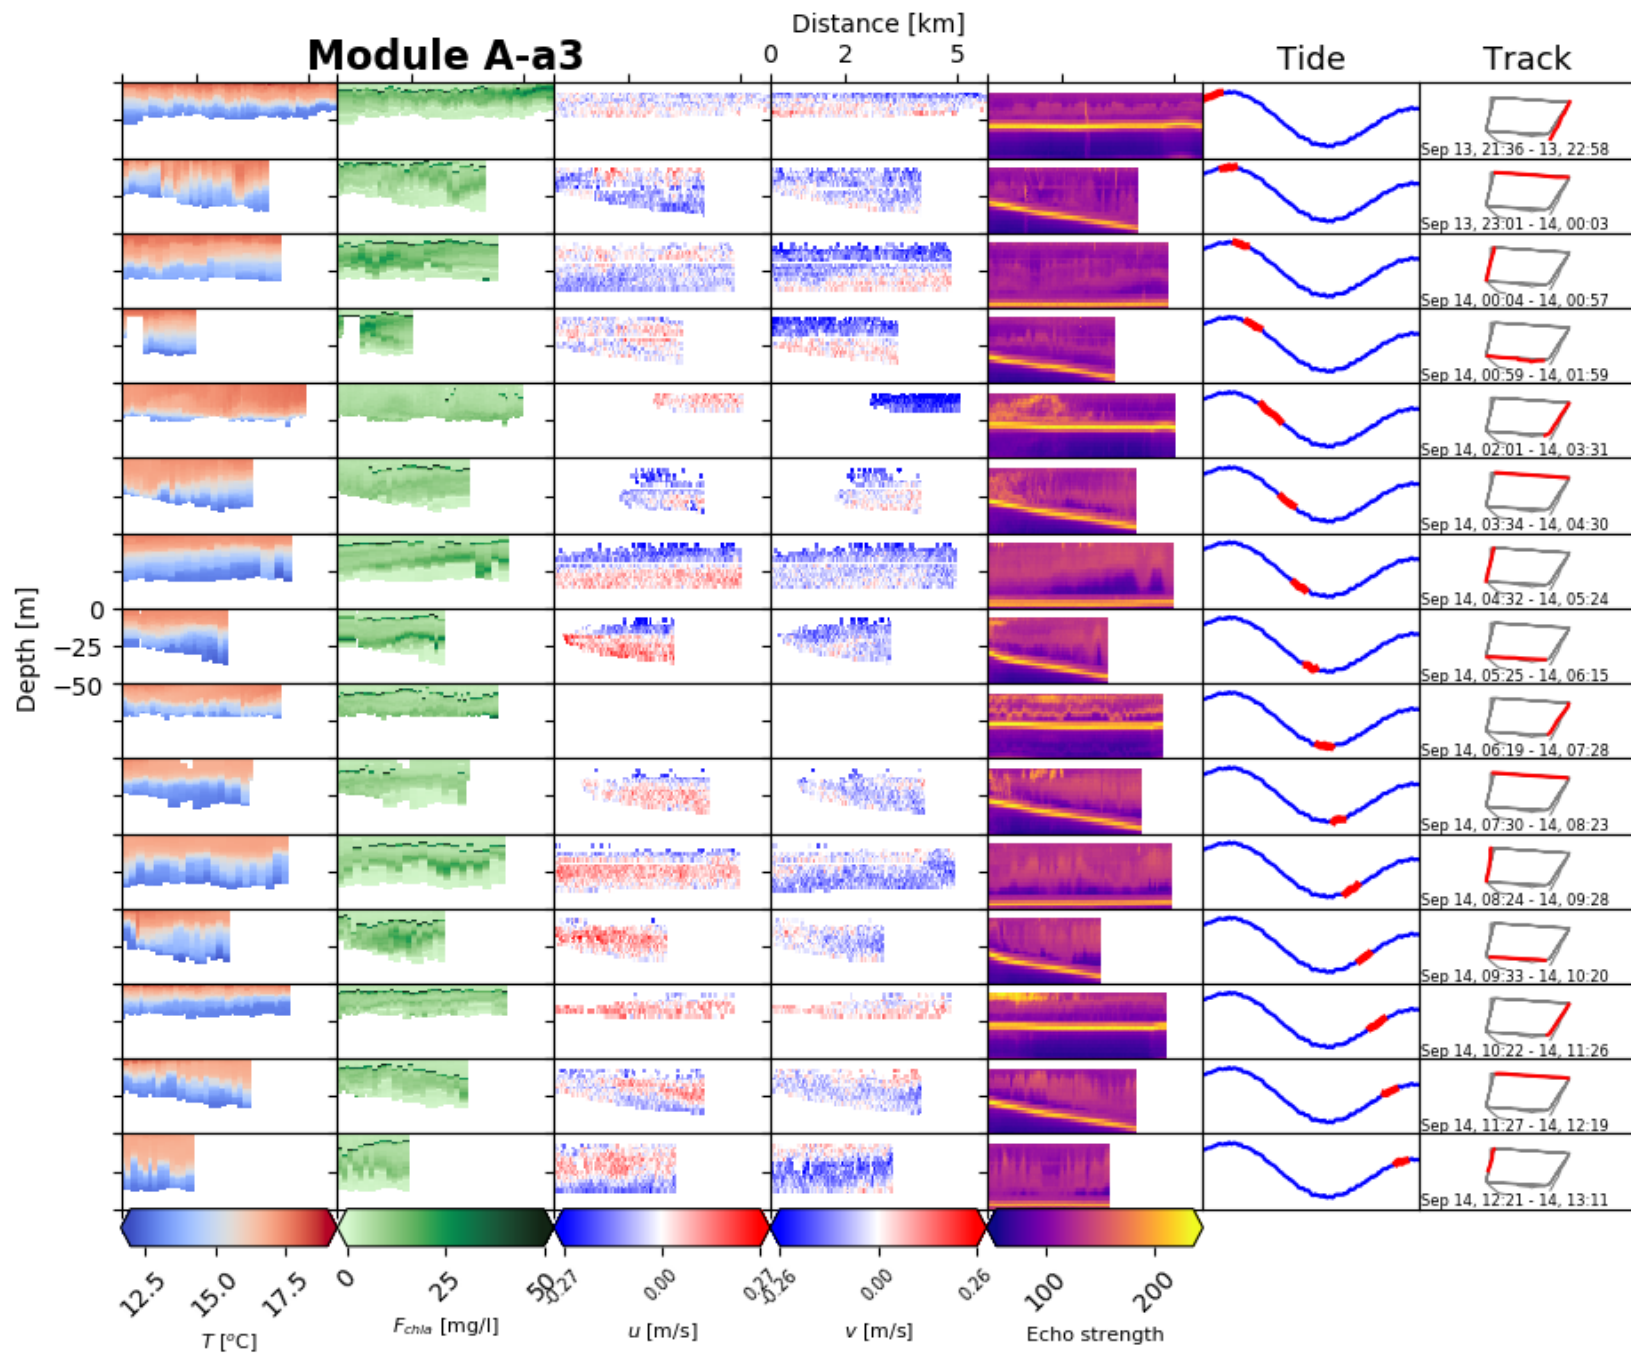 Distance [km]
Module A-a3
0 2 5
Tide
Track
Sep 13, 21:36 - 13, 22:58
Sep 13, 23:01 - 14, 00:03
Sep 14, 00:04 - 14, 00:57
Sep 14, 00:59 - 14, 01:59
Sep 14, 02:01 - 14, 03:31
Sep 14, 03:34 - 14, 04:30
Sep 14, 04:32 - 14, 05:24
Depth [m]
0
−25
−50
Sep 14, 05:25 - 14, 06:15
Sep 14, 06:19 - 14, 07:28
Sep 14, 07:30 - 14, 08:23
Sep 14, 08:24 - 14, 09:28
Sep 14, 09:33 - 14, 10:20
Sep 14, 10:22 - 14, 11:26
Sep 14, 11:27 - 14, 12:19
Sep 14, 12:21 - 14, 13:11
12.5 15.0 17.5
0 25 50
-0.27 0.00 0.27
-0.26 0.00 0.26
100 200
T [°C]
F_chla [mg/l]
u [m/s]
v [m/s]
Echo strength